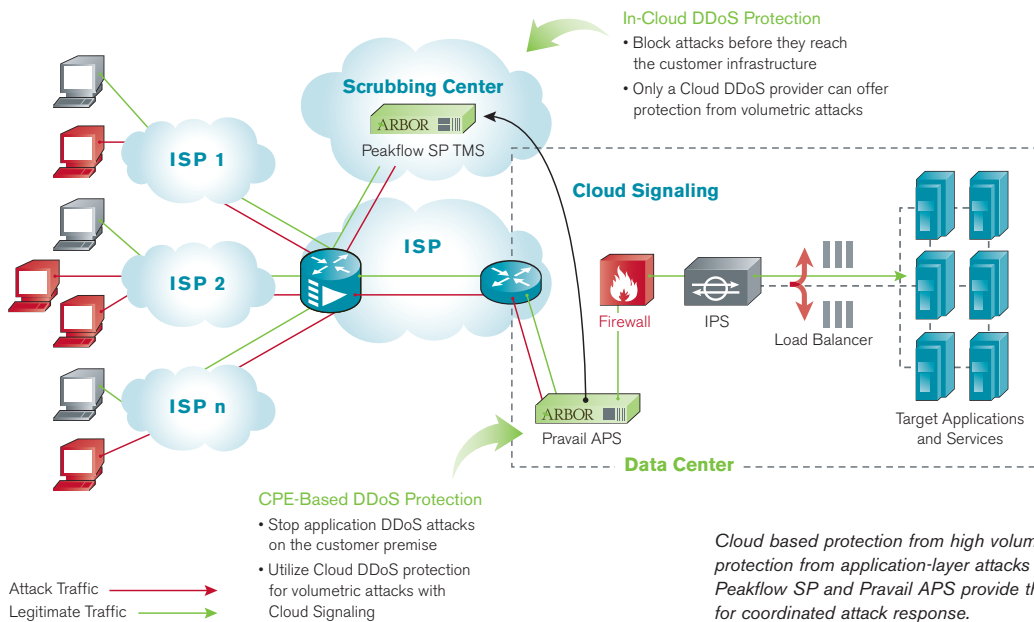 In-Cloud DDoS Protection
• Block attacks before they reach
the customer infrastructure
• Only a Cloud DDoS provider can offer
protection from volumetric attacks
Scrubbing Center
ARBOR
Peakflow SP TMS
ISP 1
Cloud Signaling
ISP
ISP 2
Firewall
IPS
Load Balancer
ISP n
ARBOR
Pravail APS
Target Applications
and Services
Data Center
CPE-Based DDoS Protection
• Stop application DDoS attacks
on the customer premise
• Utilize Cloud DDoS protection
for volumetric attacks with
Cloud Signaling
Attack Traffic
Legitimate Traffic
Cloud based protection from high volum
protection from application-layer attacks
Peakflow SP and Pravail APS provide th
for coordinated attack response.